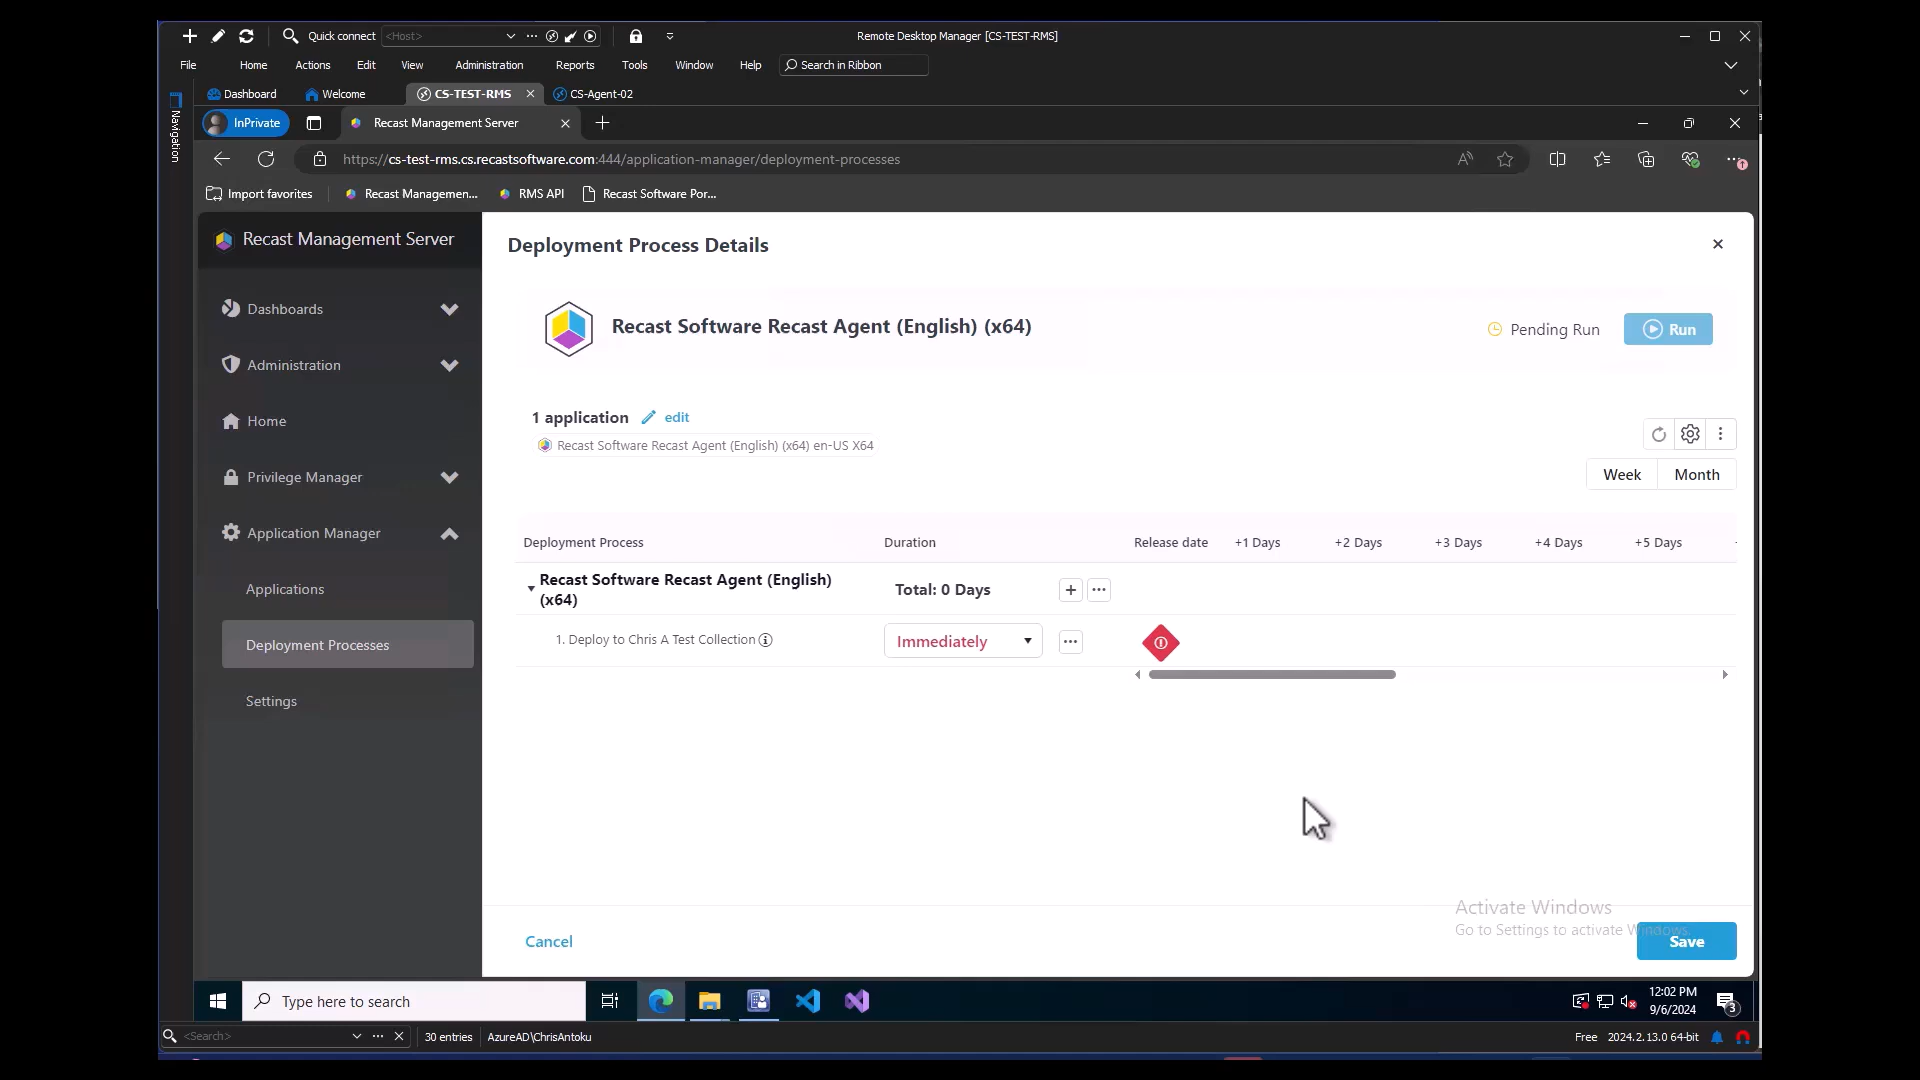 Quick connect <Host> Remote Desktop Manager [CS-TEST-RMS]
File Home Actions Edit View Administration Reports Tools Window Help Search in Ribbon
Dashboard Welcome CS-TEST-RMS CS-Agent-02
Navigation
InPrivate Recast Management Server
https://cs-test-rms.cs.recastsoftware.com:444/application-manager/deployment-processes
Import favorites Recast Managemen... RMS API Recast Software Por...
Recast Management Server
Dashboards
Administration
Home
Privilege Manager
Application Manager
Applications
Deployment Processes
Settings
Deployment Process Details
Recast Software Recast Agent (English) (x64)
Pending Run
Run
1 application edit
Recast Software Recast Agent (English) (x64) en-US X64
Week Month
Deployment Process Duration Release date +1 Days +2 Days +3 Days +4 Days +5 Days
Recast Software Recast Agent (English)
(x64)
Total: 0 Days
1. Deploy to Chris A Test Collection
Immediately
Activate Windows
Go to Settings to activate Windows.
Cancel
Save
Type here to search
12:02 PM
9/6/2024
3
<Search> 30 entries AzureAD\ChrisAntoku Free 2024.2.13.0 64-bit